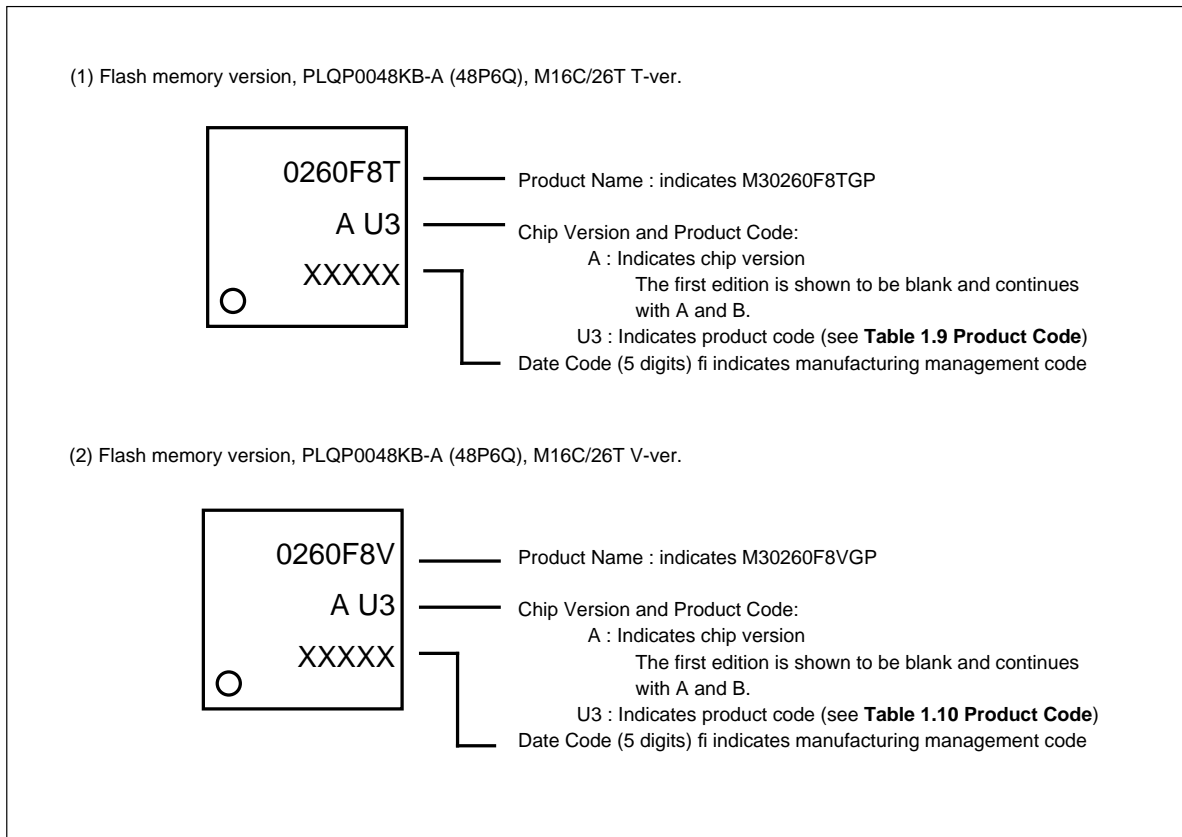 (1) Flash memory version, PLQP0048KB-A (48P6Q), M16C/26T T-ver.
0260F8T
Product Name : indicates M30260F8TGP
A U3
Chip Version and Product Code:
A : Indicates chip version
The first edition is shown to be blank and continues
with A and B.
U3 : Indicates product code (see Table 1.9 Product Code)
XXXXX
Date Code (5 digits) fi indicates manufacturing management code
(2) Flash memory version, PLQP0048KB-A (48P6Q), M16C/26T V-ver.
0260F8V
Product Name : indicates M30260F8VGP
A U3
Chip Version and Product Code:
A : Indicates chip version
The first edition is shown to be blank and continues
with A and B.
U3 : Indicates product code (see Table 1.10 Product Code)
XXXXX
Date Code (5 digits) fi indicates manufacturing management code